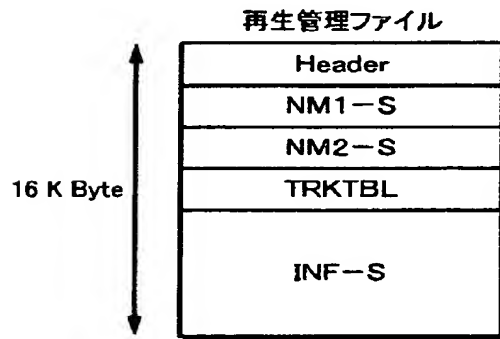 再生管理ファイル
Header
NM1-S
NM2-S
TRKTBL
16 K Byte
INF-S